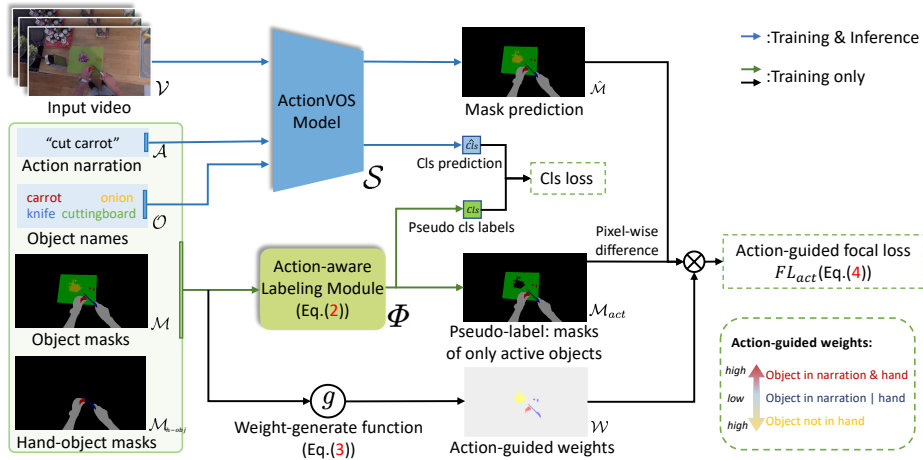 Input video
𝒱
"cut carrot"
𝒜
Action narration
carrot onion
knife cuttingboard
𝒪
Object names
ℳ
Object masks
ℳ_{h-obj}
Hand-object masks
ActionVOS
Model
𝒮
Action-aware
Labeling Module
(Eq.(2))
Φ
g
Weight-generate function
(Eq.(3))
Mask prediction
ℳ̂
Ĉls
Cls prediction
Cls
Pseudo cls labels
Cls loss
Pixel-wise
difference
ℳ_{act}
Pseudo-label: masks
of only active objects
𝒲
Action-guided weights
:Training & Inference
:Training only
Action-guided focal loss
FL_{act}(Eq.(4))
Action-guided weights:
high
Object in narration & hand
low
Object in narration | hand
high
Object not in hand